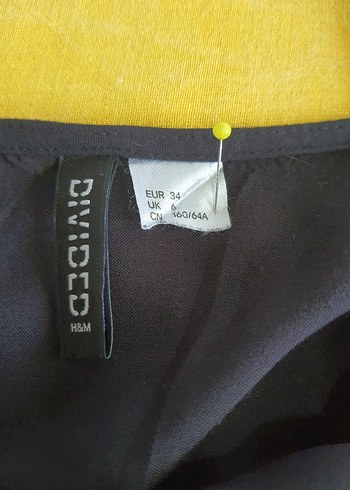 DIVIDED
H&M
EUR 34
UK 6
CN 160/64A